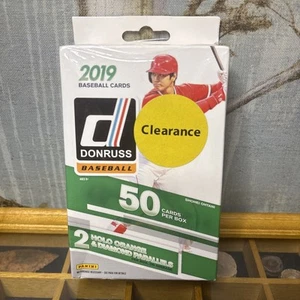 2019
BASEBALL CARDS
Clearance
d
DONRUSS
BASEBALL
50 CARDS
PER BOX
2 HOLO ORANGE
& DIAMOND PARALLELS
PANINI